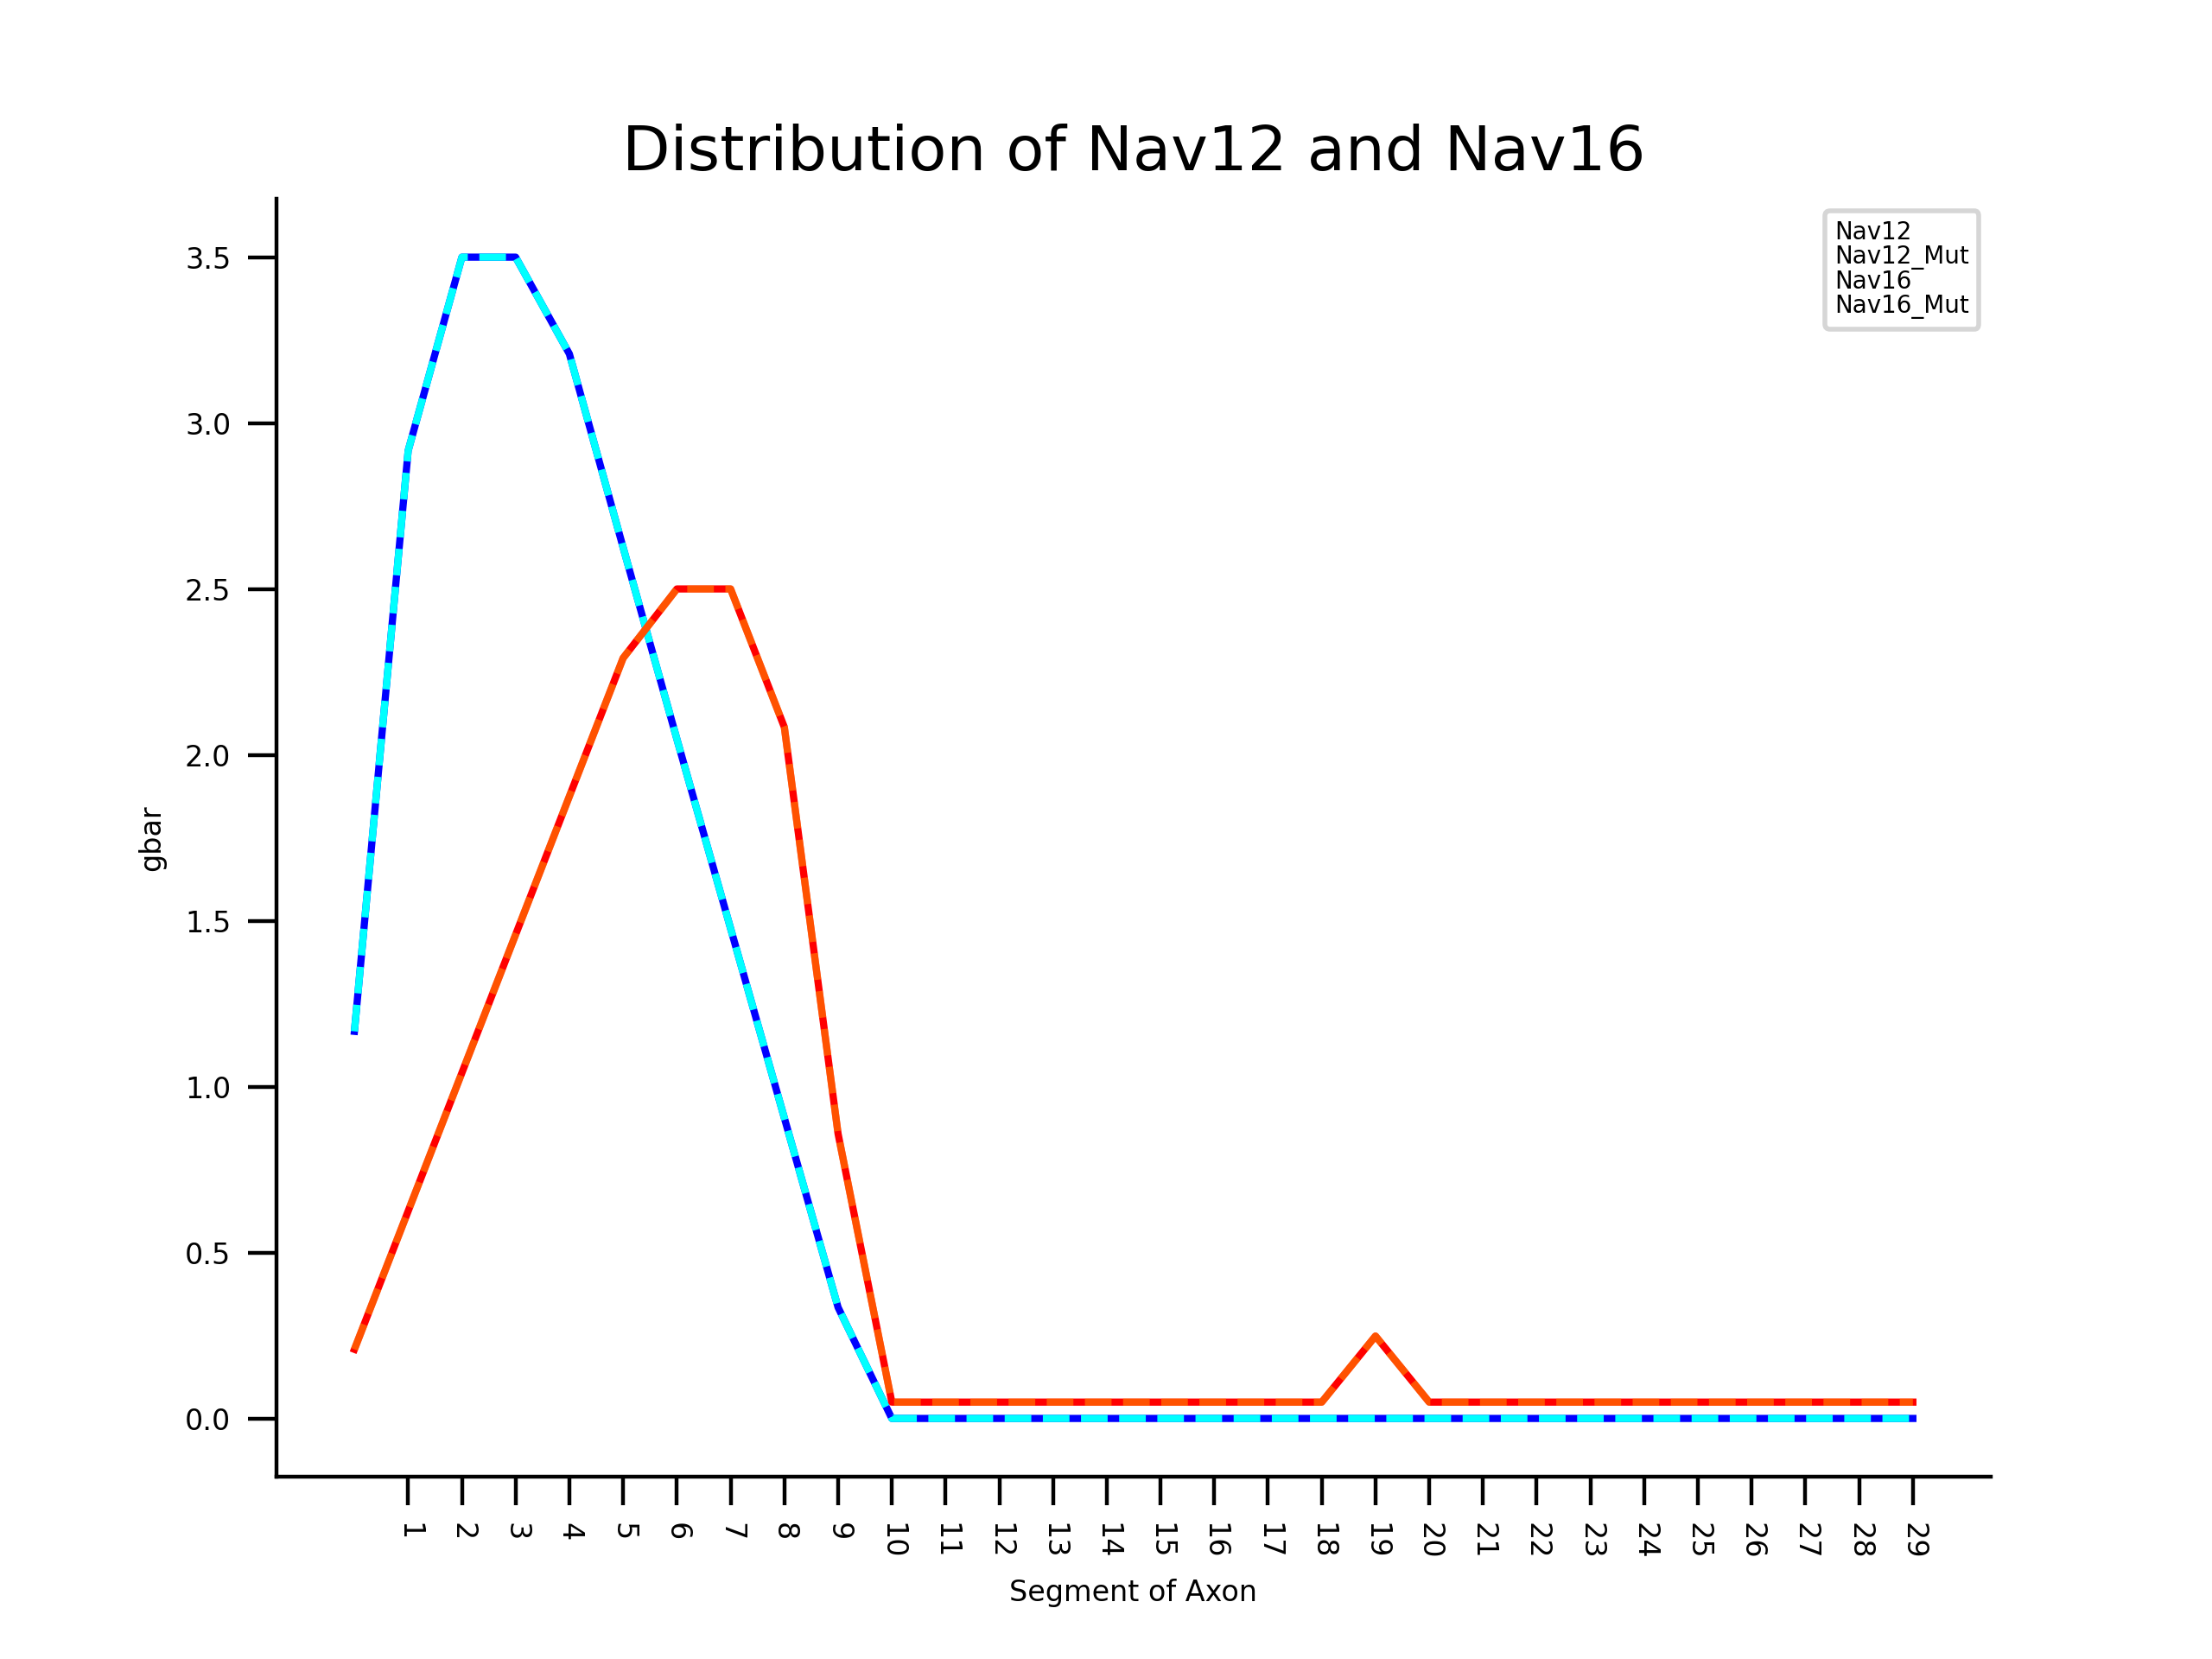 Distribution of Nav12 and Nav16
Nav12
Nav12_Mut
Nav16
Nav16_Mut
3.5
3.0
2.5
2.0
1.5
1.0
0.5
0.0
gbar
1 2 3 4 5 6 7 8 9 10 11 12 13 14 15 16 17 18 19 20 21 22 23 24 25 26 27 28 29
Segment of Axon